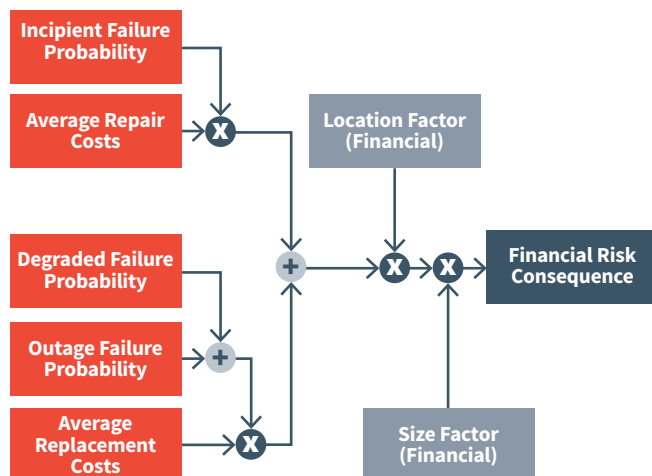 Incipient Failure
Probability
Average Repair
Costs
X
Location Factor
(Financial)
Degraded Failure
Probability
+
X
X
Financial Risk
Consequence
Outage Failure
Probability
+
Average
Replacement
Costs
X
Size Factor
(Financial)